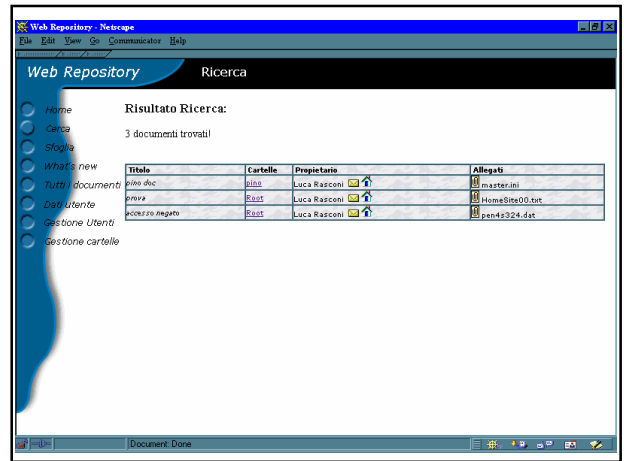 Web Repository - Netscape
File Edit View Go Communicator Help
Web Repository
Ricerca
Home
Cerca
Sfoglia
What's new
Tutti i documenti
Dati utente
Gestione Utenti
Gestione cartelle
Risultato Ricerca:
3 documenti trovati!
Titolo Cartelle Propietario Allegati
pino doc pino Luca Rasconi master.ini
prova Root Luca Rasconi HomeSite00.txt
accesso negato Root Luca Rasconi pen4s324.dat
Document: Done